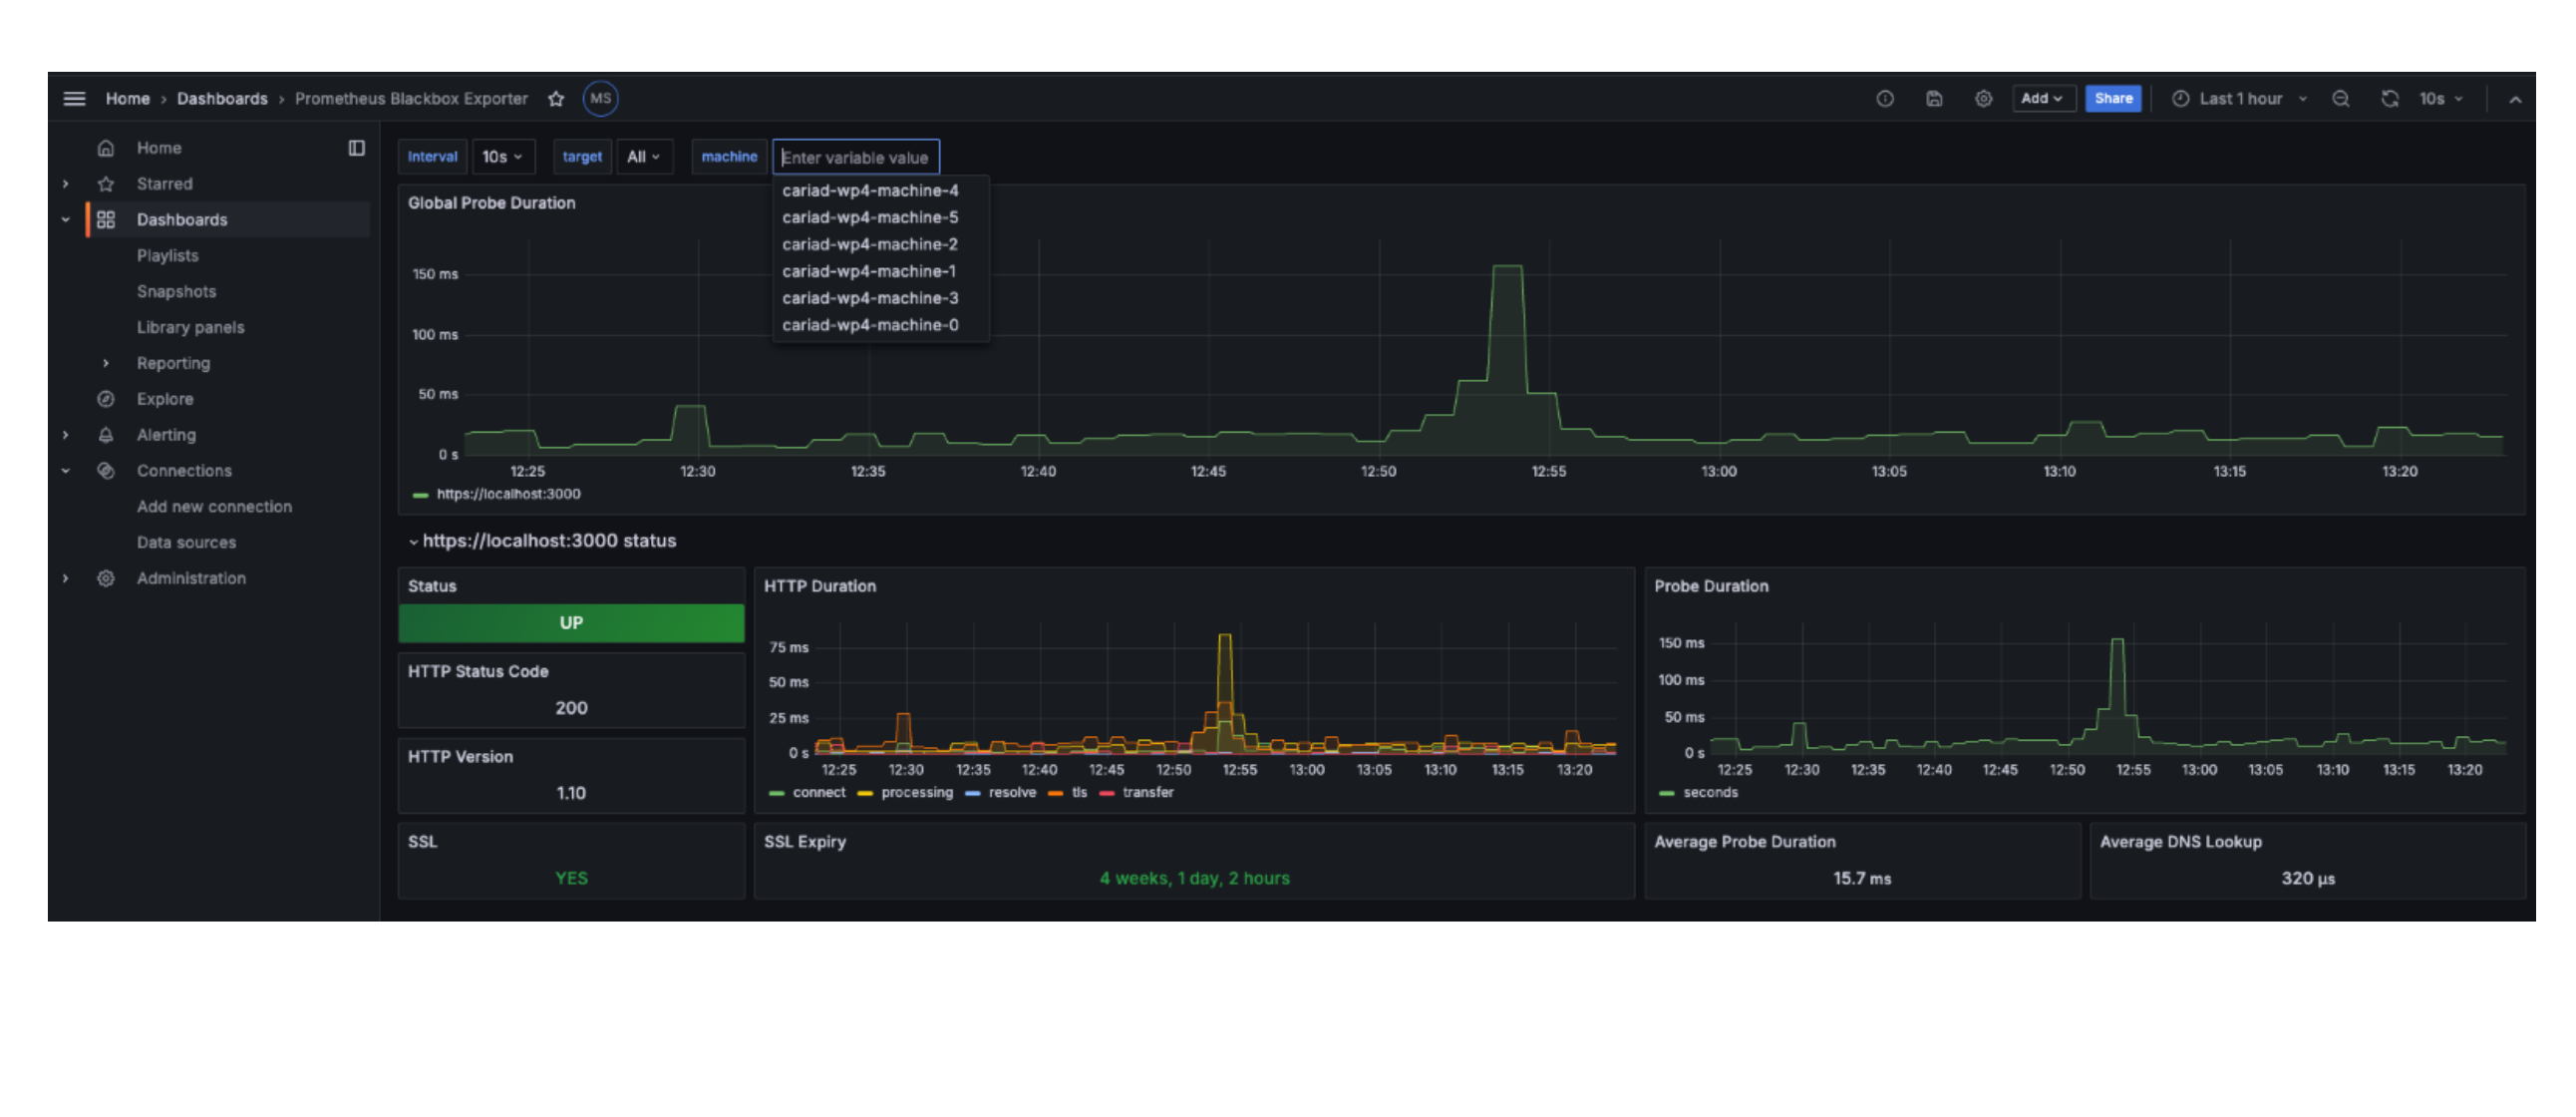 Home › Dashboards › Prometheus Blackbox Exporter MS Add Share Last 1 hour 10s
Home
Starred
Dashboards
Playlists
Snapshots
Library panels
Reporting
Explore
Alerting
Connections
Add new connection
Data sources
Administration
Interval 10s target All machine Enter variable value
cariad-wp4-machine-4
cariad-wp4-machine-5
cariad-wp4-machine-2
cariad-wp4-machine-1
cariad-wp4-machine-3
cariad-wp4-machine-0
Global Probe Duration
150 ms
100 ms
50 ms
0 s
12:25 12:30 12:35 12:40 12:45 12:50 12:55 13:00 13:05 13:10 13:15 13:20
https://localhost:3000
https://localhost:3000 status
Status
UP
HTTP Status Code
200
HTTP Version
1.10
SSL
YES
HTTP Duration
75 ms
50 ms
25 ms
0 s
12:25 12:30 12:35 12:40 12:45 12:50 12:55 13:00 13:05 13:10 13:15 13:20
connect processing resolve tls transfer
SSL Expiry
4 weeks, 1 day, 2 hours
Probe Duration
150 ms
100 ms
50 ms
0 s
12:25 12:30 12:35 12:40 12:45 12:50 12:55 13:00 13:05 13:10 13:15 13:20
seconds
Average Probe Duration
15.7 ms
Average DNS Lookup
320 µs